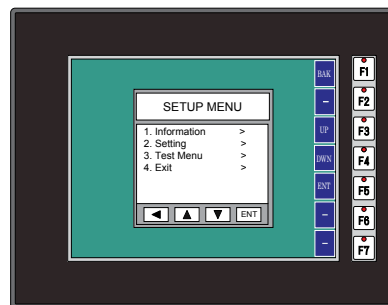 SETUP MENU
1. Information >
2. Setting >
3. Test Menu >
4. Exit >
ENT
BAK
–
UP
DWN
ENT
–
–
F1
F2
F3
F4
F5
F6
F7